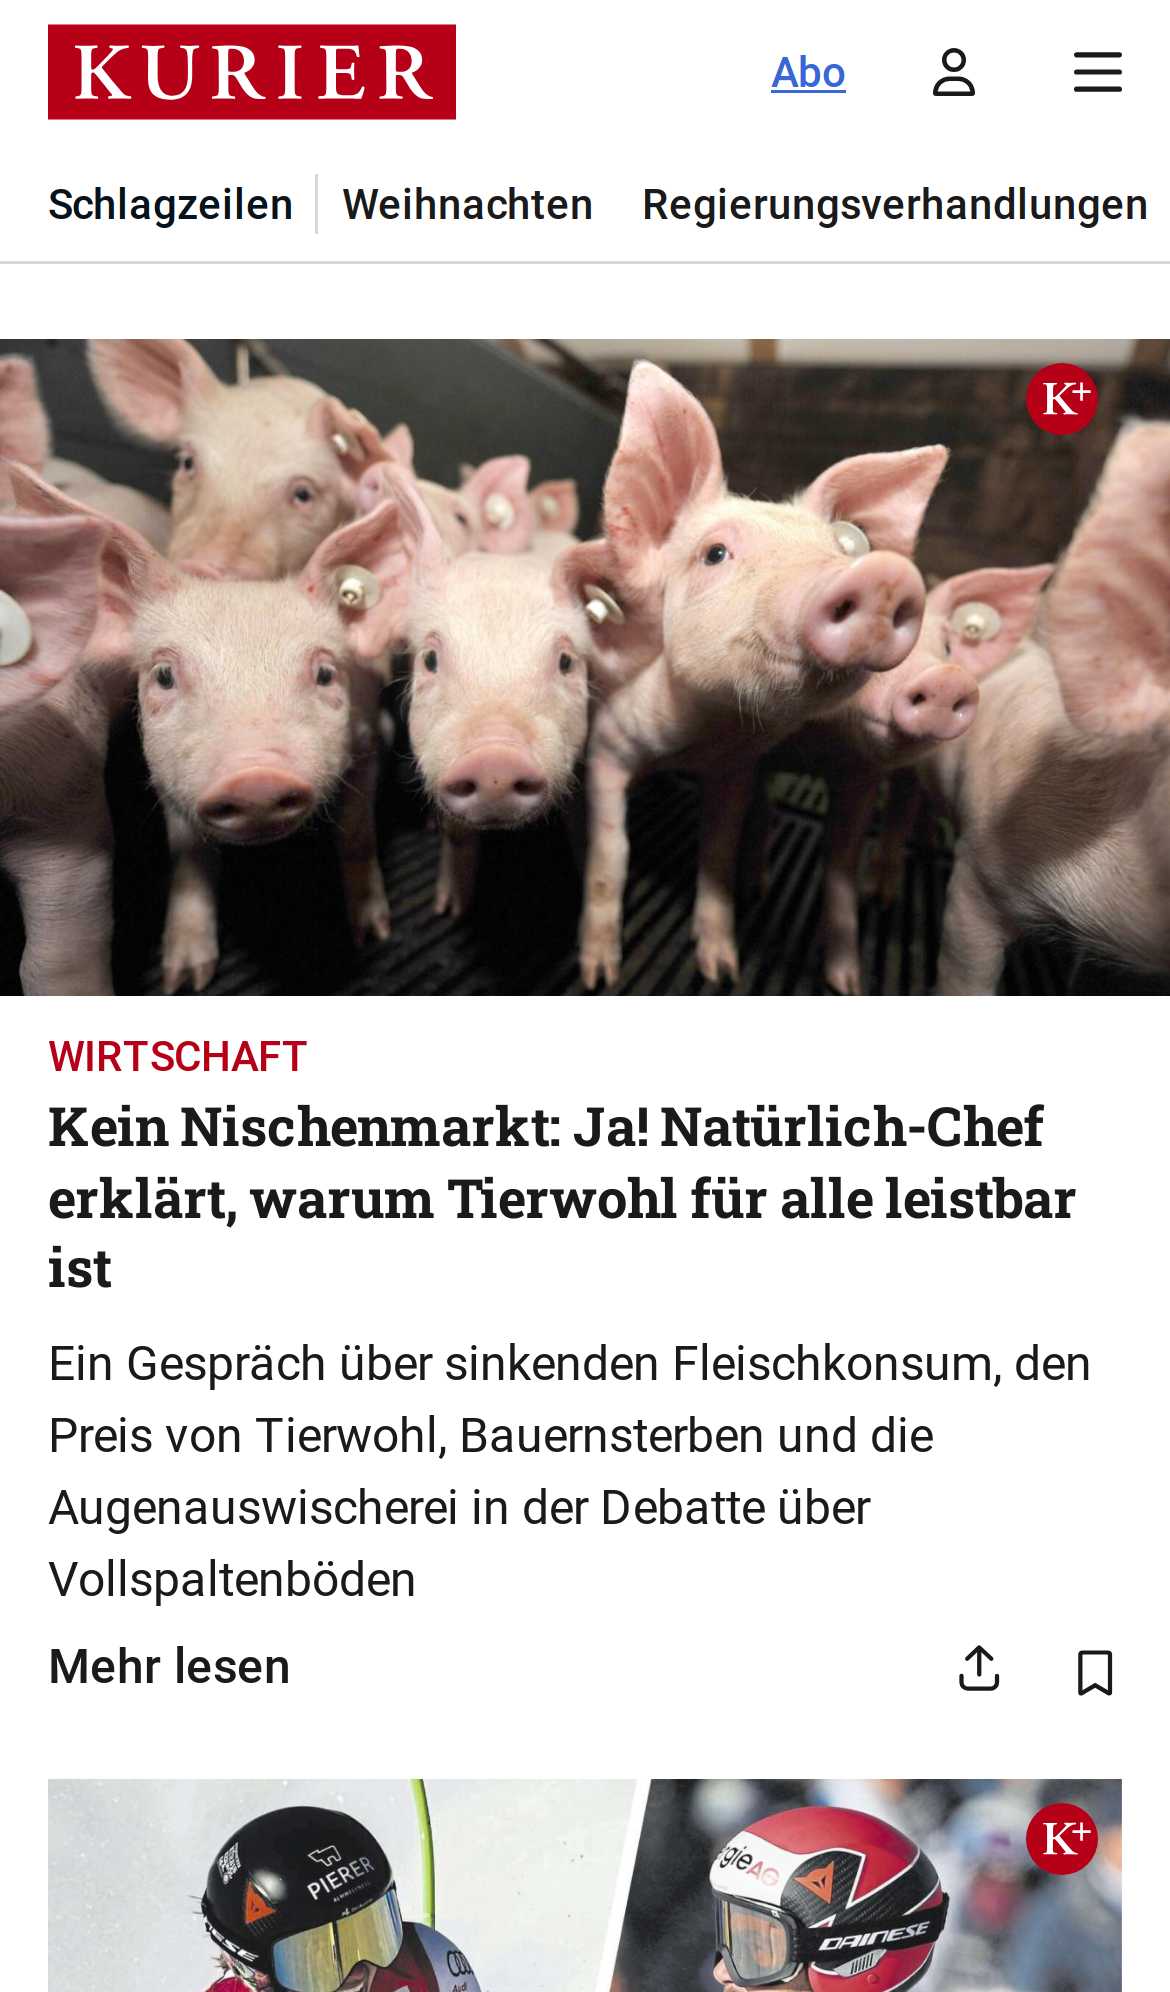 KURIER
Abo
Schlagzeilen
Weihnachten
Regierungsverhandlungen
K+
WIRTSCHAFT
Kein Nischenmarkt: Ja! Natürlich-Chef
erklärt, warum Tierwohl für alle leistbar
ist
Ein Gespräch über sinkenden Fleischkonsum, den
Preis von Tierwohl, Bauernsterben und die
Augenauswischerei in der Debatte über
Vollspaltenböden
Mehr lesen
K+
PIERER
Audi
AG
DAINESE